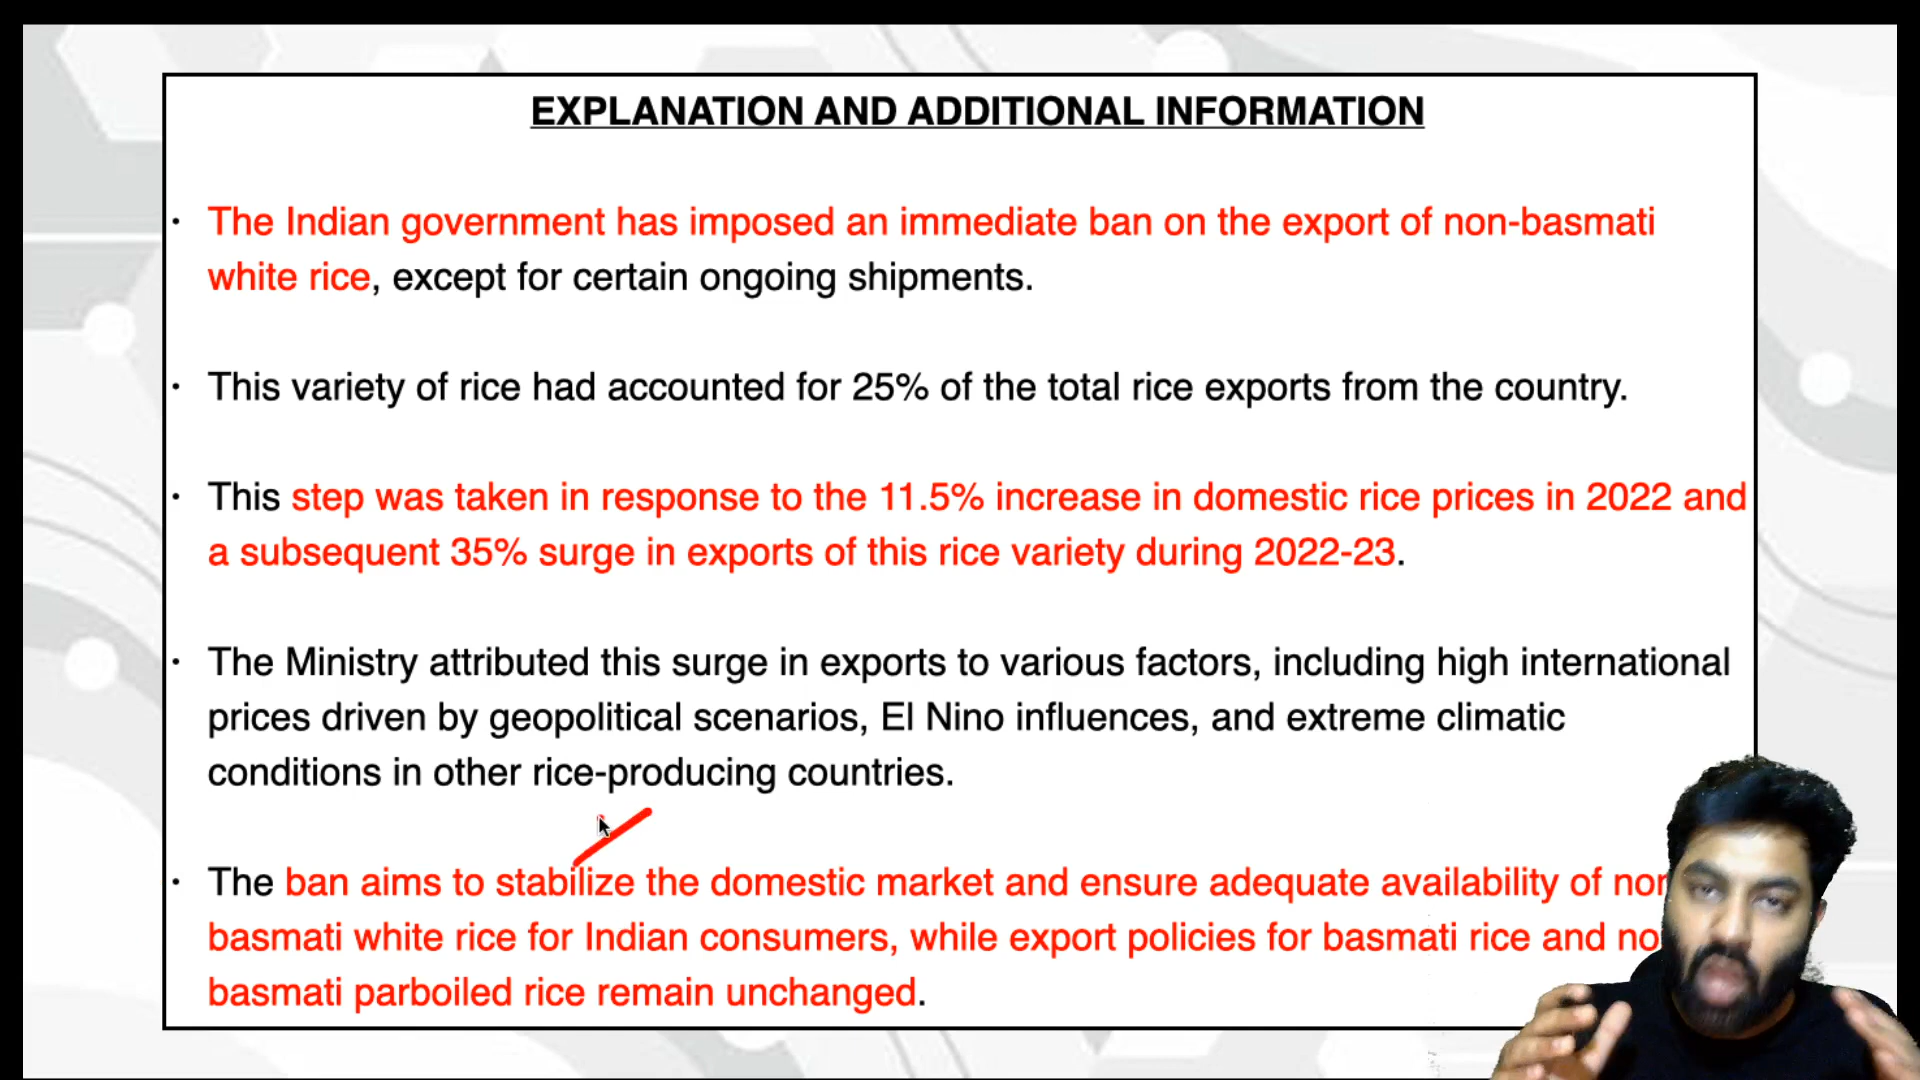 EXPLANATION AND ADDITIONAL INFORMATION
· The Indian government has imposed an immediate ban on the export of non-basmati
white rice, except for certain ongoing shipments.
· This variety of rice had accounted for 25% of the total rice exports from the country.
· This step was taken in response to the 11.5% increase in domestic rice prices in 2022 and
a subsequent 35% surge in exports of this rice variety during 2022-23.
· The Ministry attributed this surge in exports to various factors, including high international
prices driven by geopolitical scenarios, El Nino influences, and extreme climatic
conditions in other rice-producing countries.
· The ban aims to stabilize the domestic market and ensure adequate availability of
basmati white rice for Indian consumers, while export policies for basmati rice and
basmati parboiled rice remain unchanged.